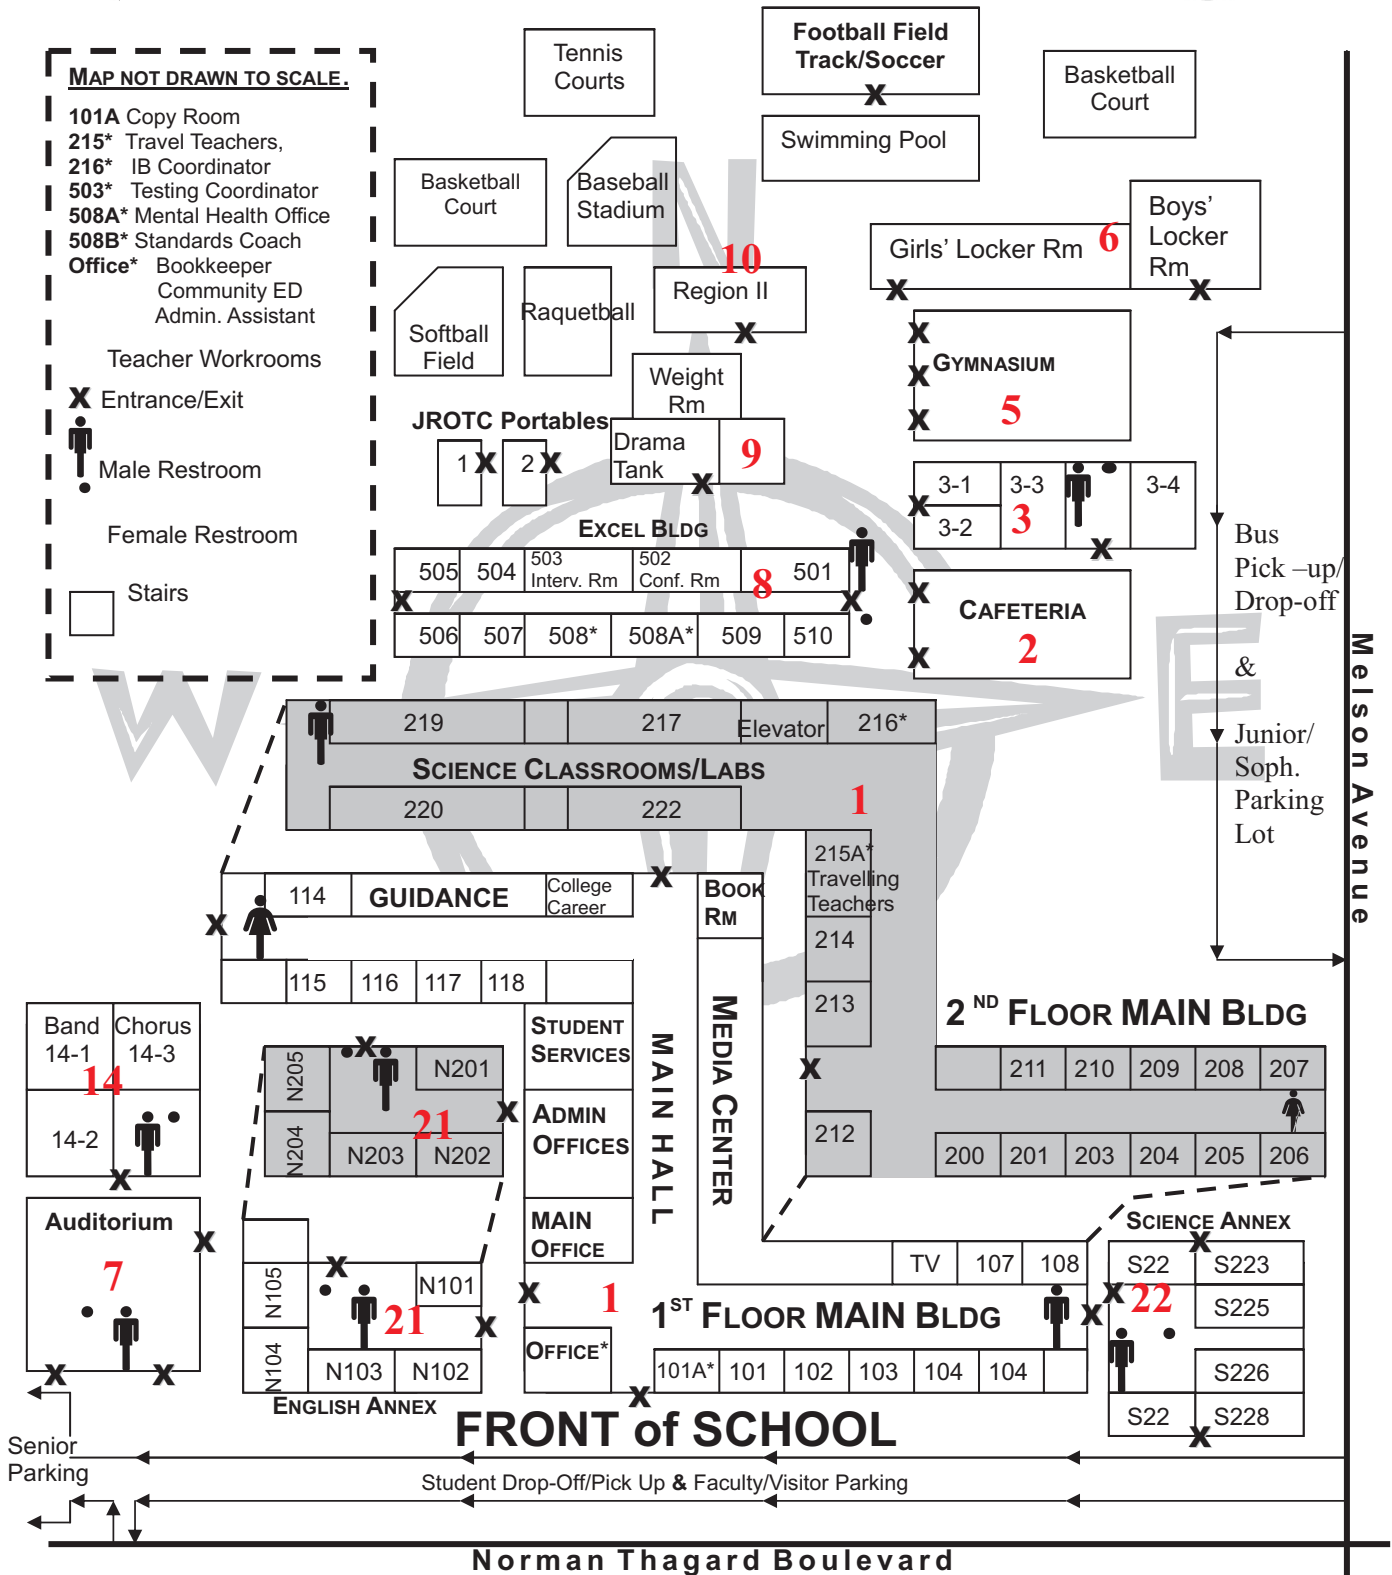 MAP NOT DRAWN TO SCALE.
101A Copy Room
215* Travel Teachers,
216* IB Coordinator
503* Testing Coordinator
508A* Mental Health Office
508B* Standards Coach
Office* Bookkeeper
Community ED
Admin. Assistant
Teacher Workrooms
X Entrance/Exit
Male Restroom
Female Restroom
Stairs
Tennis
Courts
Football Field
Track/Soccer
X
Swimming Pool
Basketball
Court
N
Basketball
Court
Baseball
Stadium
Boys'
Locker
Rm
Girls' Locker Rm
6
X
X
10
Region II
X
Softball
Field
Raquetball
GYMNASIUM
5
X
X
X
Weight
Rm
JROTC Portables
1 X
2 X
Drama
Tank
9
X
3-1
3-2
3-3
3
3-4
X
X
EXCEL BLDG
505
504
503
Interv. Rm
502
Conf. Rm
8
501
X
X
506
507
508*
508A*
509
510
CAFETERIA
2
X
X
Bus
Pick –up/
Drop-off
&
Junior/
Soph.
Parking
Lot
Melson Avenue
W
E
219
217
Elevator
216*
SCIENCE CLASSROOMS/LABS
1
220
222
215A*
Travelling
Teachers
214
213
X
212
114
GUIDANCE
College
Career
X
X
BOOK
RM
115
116
117
118
MEDIA CENTER
MAIN HALL
STUDENT
SERVICES
ADMIN
OFFICES
MAIN
OFFICE
2 ND FLOOR MAIN BLDG
211
210
209
208
207
200
201
203
204
205
206
Band
14-1
Chorus
14-3
14
14-2
X
N205
N201
X
X
21
N204
N203
N202
Auditorium
7
X
X
X
N105
N101
X
X
21
N104
N103
N102
ENGLISH ANNEX
X
1
1ST FLOOR MAIN BLDG
TV
107
108
X
OFFICE*
X
101A*
101
102
103
104
104
SCIENCE ANNEX
X
S22
S223
X
22
S225
S226
S22
S228
X
FRONT of SCHOOL
Senior
Parking
Student Drop-Off/Pick Up & Faculty/Visitor Parking
Norman Thagard Boulevard